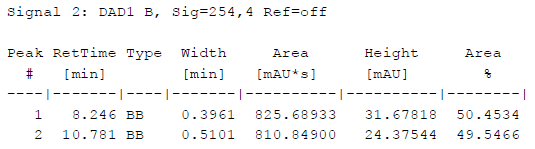 Signal 2: DAD1 B, Sig=254,4 Ref=off
Peak RetTime Type  Width     Area      Height     Area
  #   [min]        [min]   [mAU*s]     [mAU]        %
----|-------|----|-------|----------|----------|--------|
   1   8.246 BB    0.3961  825.68933   31.67818  50.4534
   2  10.781 BB    0.5101  810.84900   24.37544  49.5466